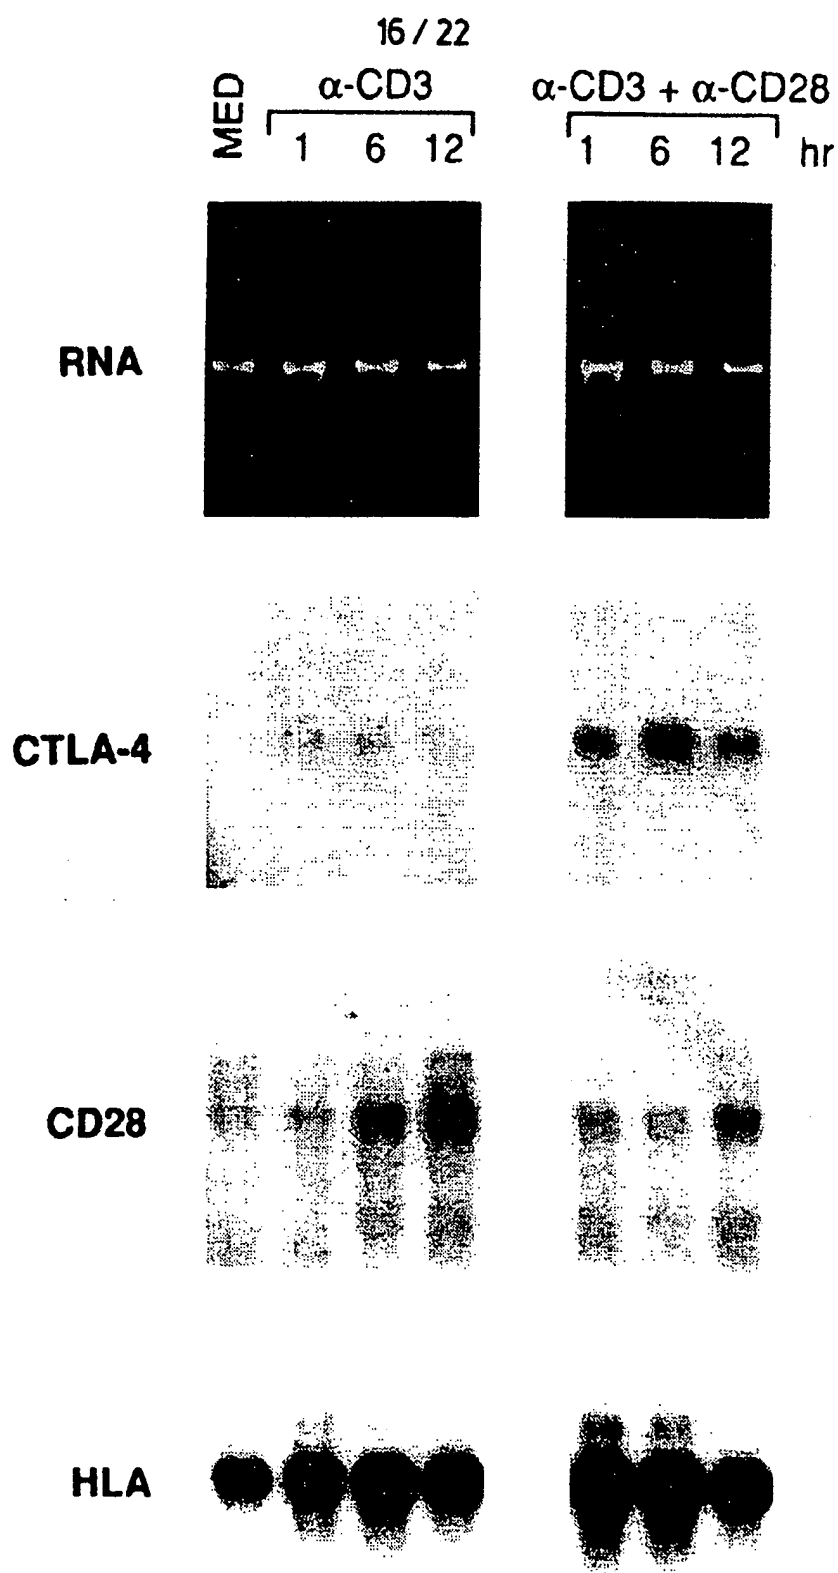 16 / 22
MED α-CD3 α-CD3 + α-CD28
1 6 12 1 6 12 hr
RNA
CTLA-4
CD28
HLA